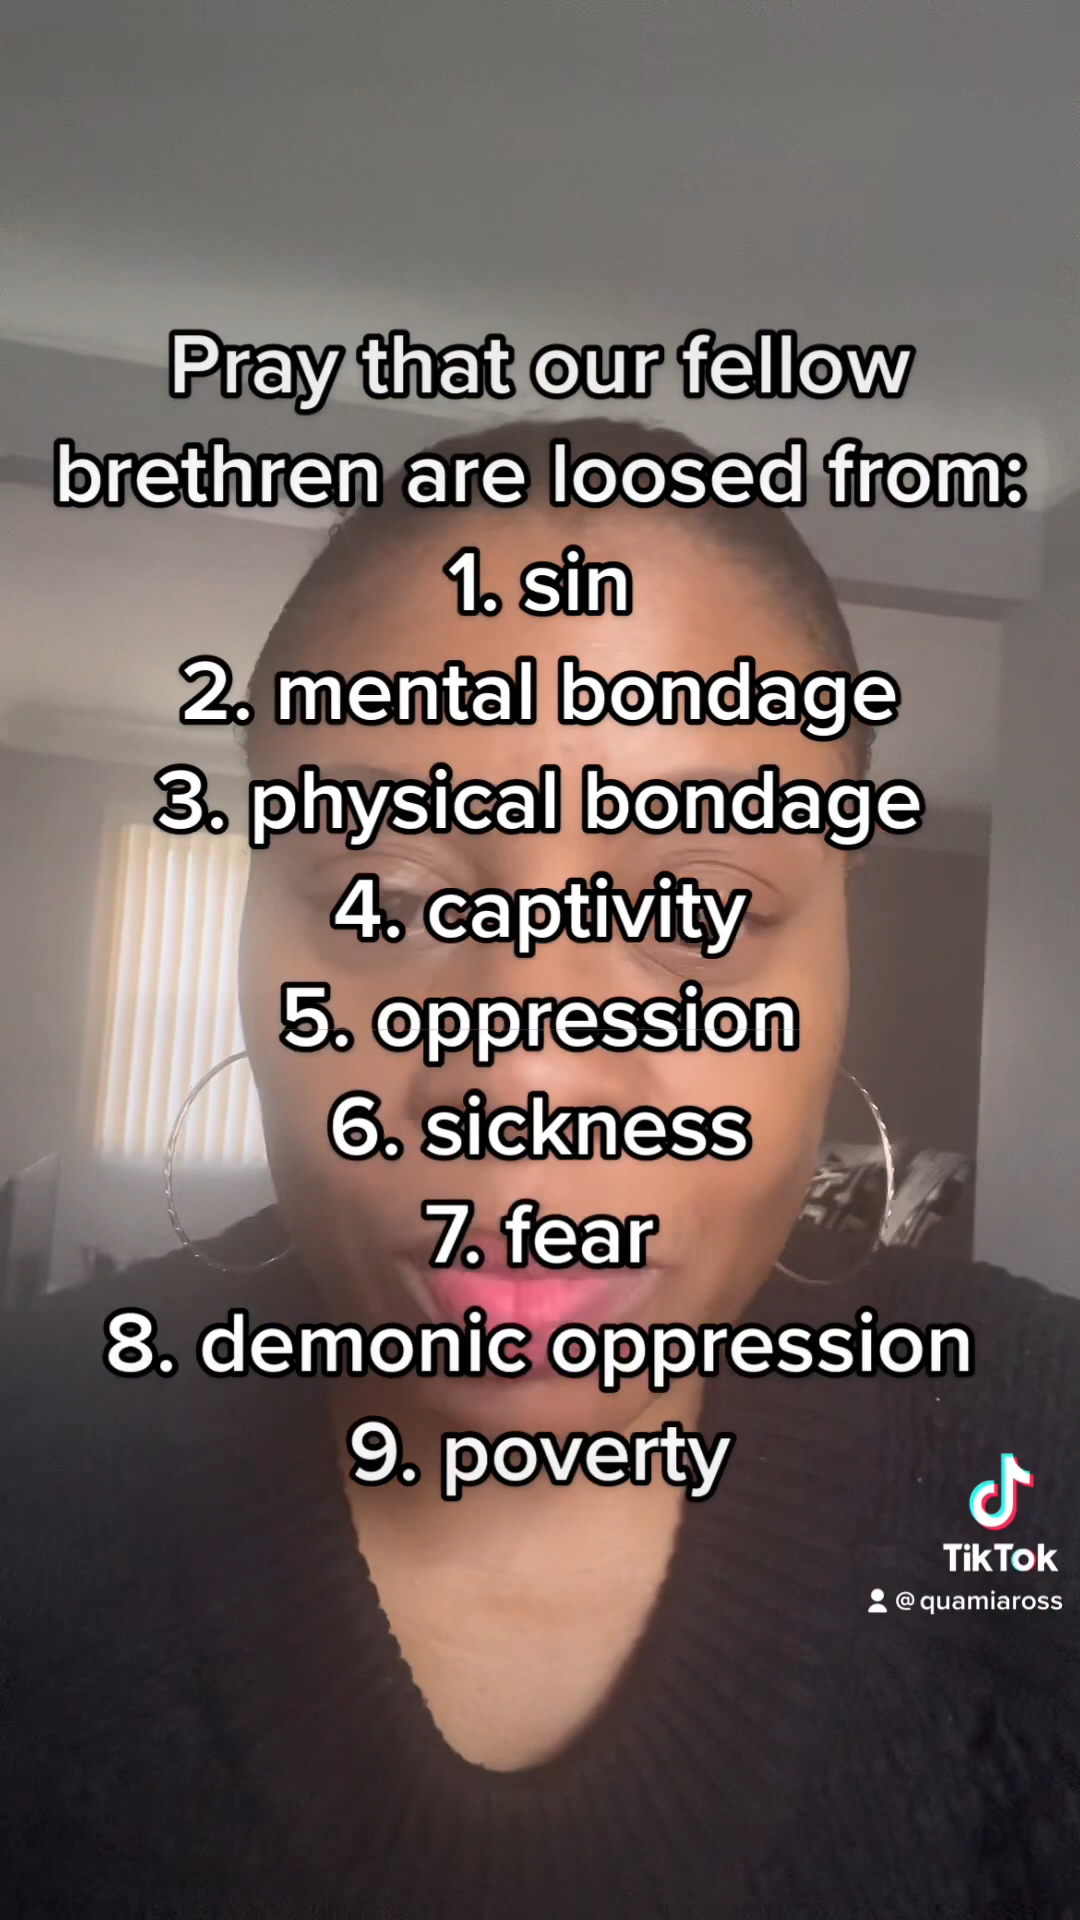 Pray that our fellow
brethren are loosed from:
1. sin
2. mental bondage
3. physical bondage
4. captivity
5. oppression
6. sickness
7. fear
8. demonic oppression
9. poverty
TikTok
@quamiaross